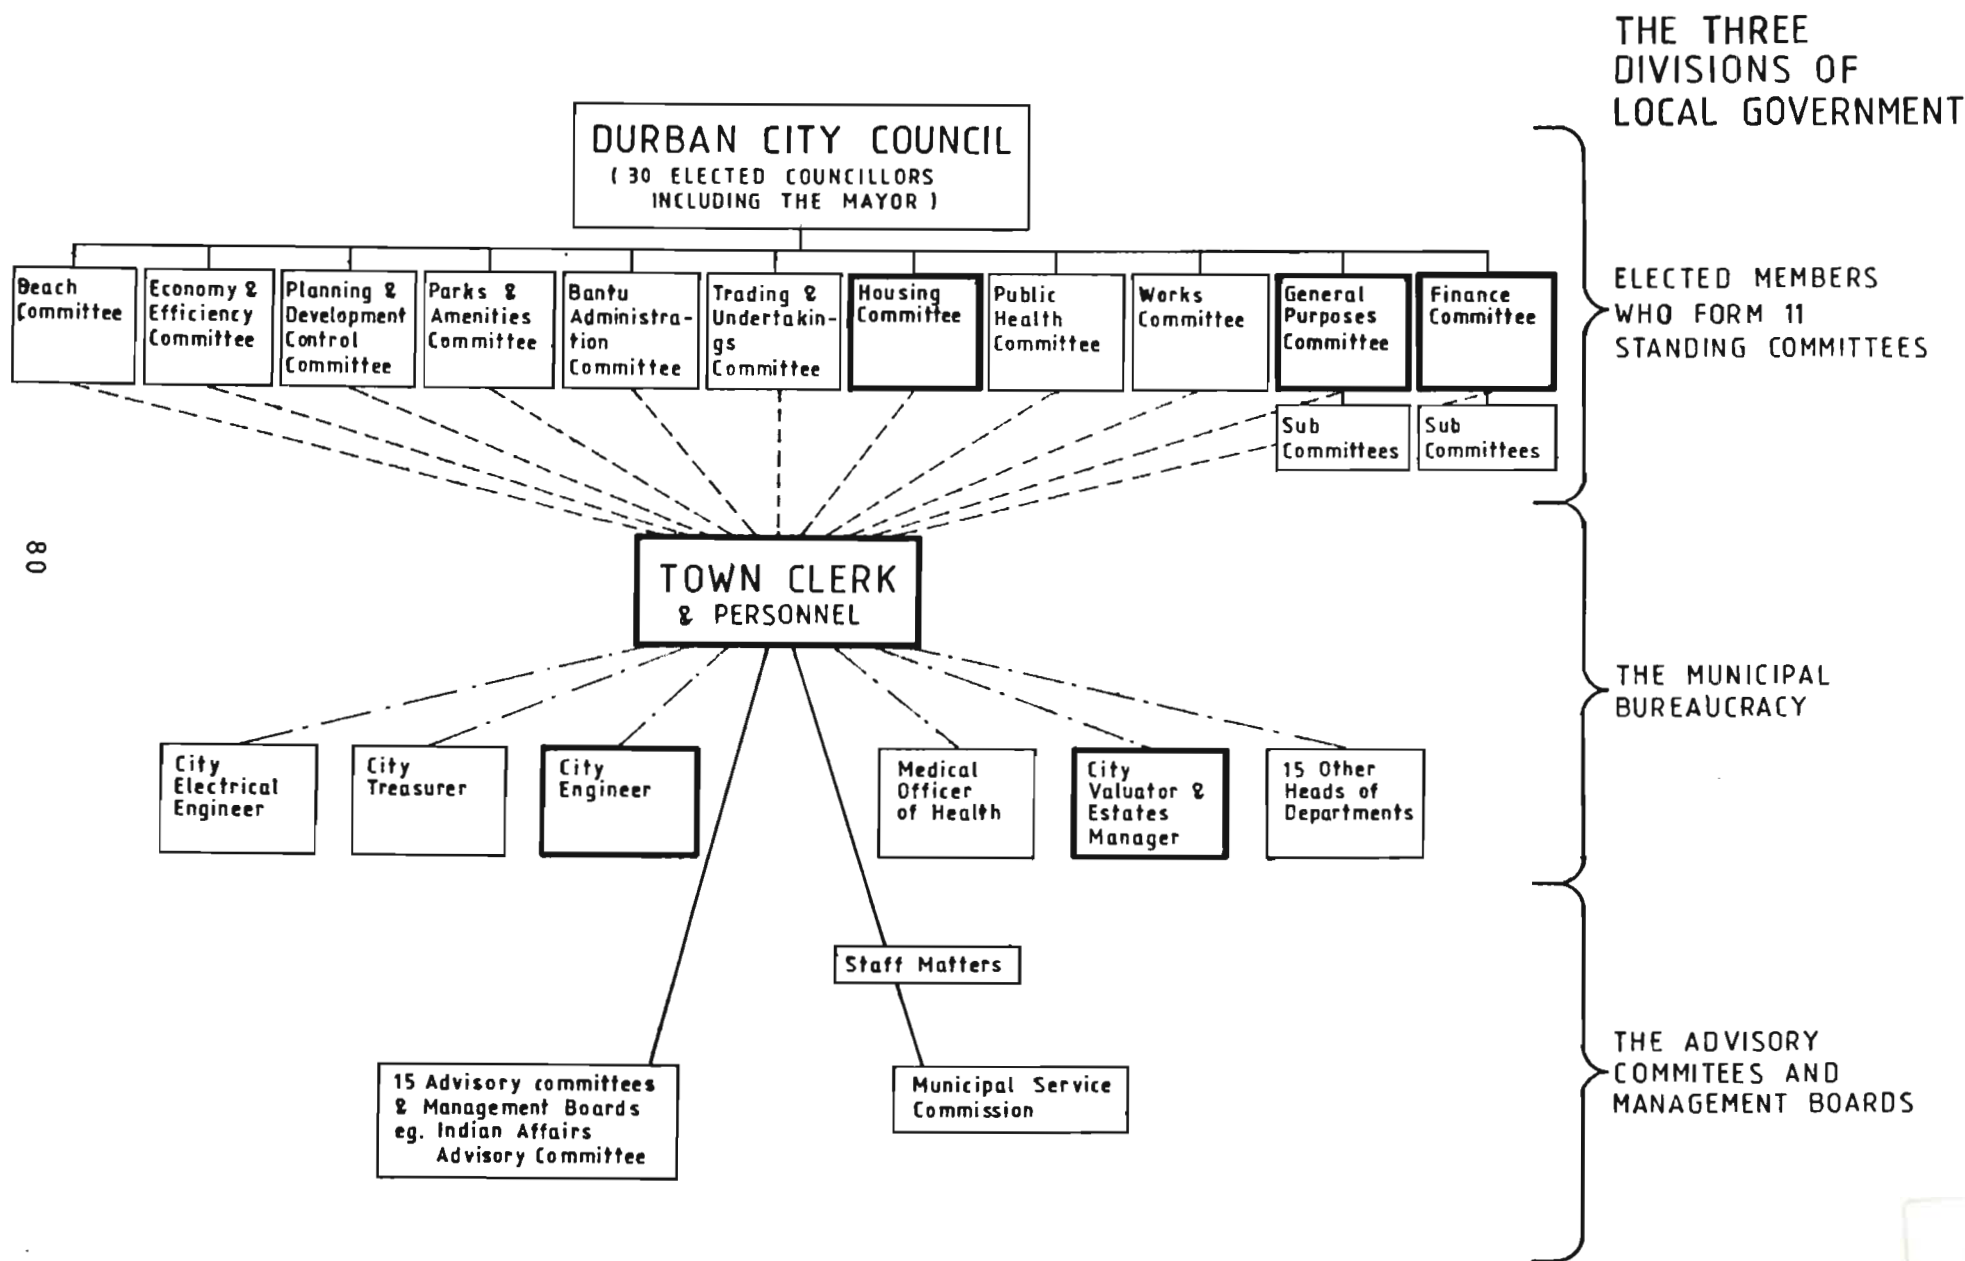 THE THREE
DIVISIONS OF
LOCAL GOVERNMENT
DURBAN CITY COUNCIL
( 30 ELECTED COUNCILLORS
INCLUDING THE MAYOR )
Beach
Committee
Economy &
Efficiency
Committee
Planning &
Development
Control
Committee
Parks &
Amenities
Committee
Bantu
Administra-
tion
Committee
Trading &
Undertakin-
gs
Committee
Housing
Committee
Public
Health
Committee
Works
Committee
General
Purposes
Committee
Finance
Committee
Sub
Committees
Sub
Committees
ELECTED MEMBERS
WHO FORM 11
STANDING COMMITTEES
80
TOWN CLERK
& PERSONNEL
THE MUNICIPAL
BUREAUCRACY
City
Electrical
Engineer
City
Treasurer
City
Engineer
Medical
Officer
of Health
City
Valuator &
Estates
Manager
15 Other
Heads of
Departments
Staff Matters
15 Advisory committees
& Management Boards
eg. Indian Affairs
Advisory Committee
Municipal Service
Commission
THE ADVISORY
COMMITEES AND
MANAGEMENT BOARDS